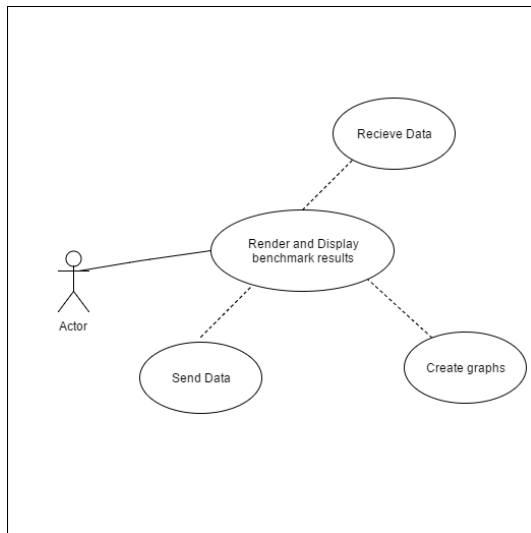 Recieve Data
Render and Display
benchmark results
Actor
Send Data
Create graphs